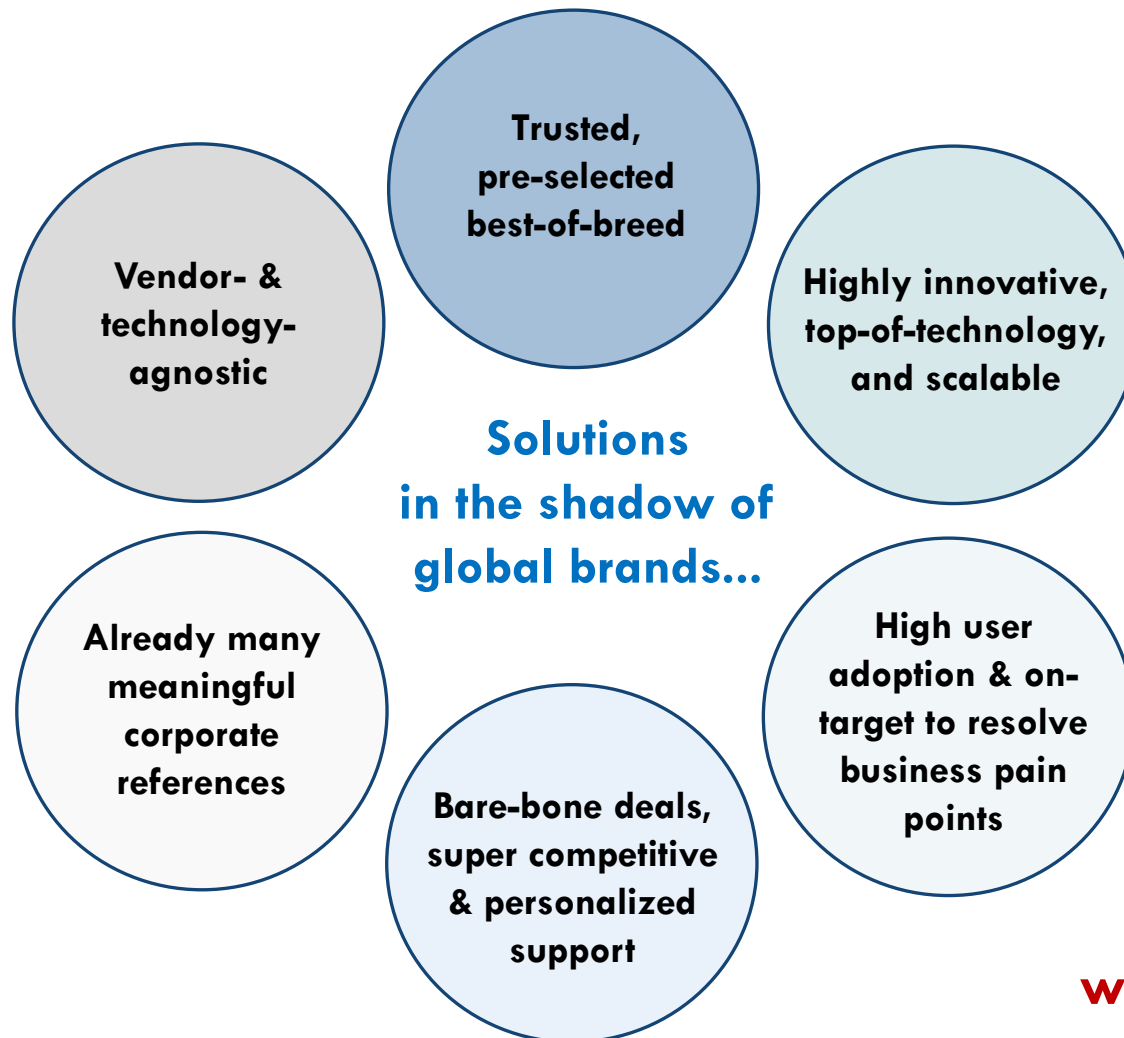 Trusted,
pre-selected
best-of-breed
Vendor- &
technology-
agnostic
Highly innovative,
top-of-technology,
and scalable
Solutions
in the shadow of
global brands...
Already many
meaningful
corporate
references
High user
adoption & on-
target to resolve
business pain
points
Bare-bone deals,
super competitive
& personalized
support
w